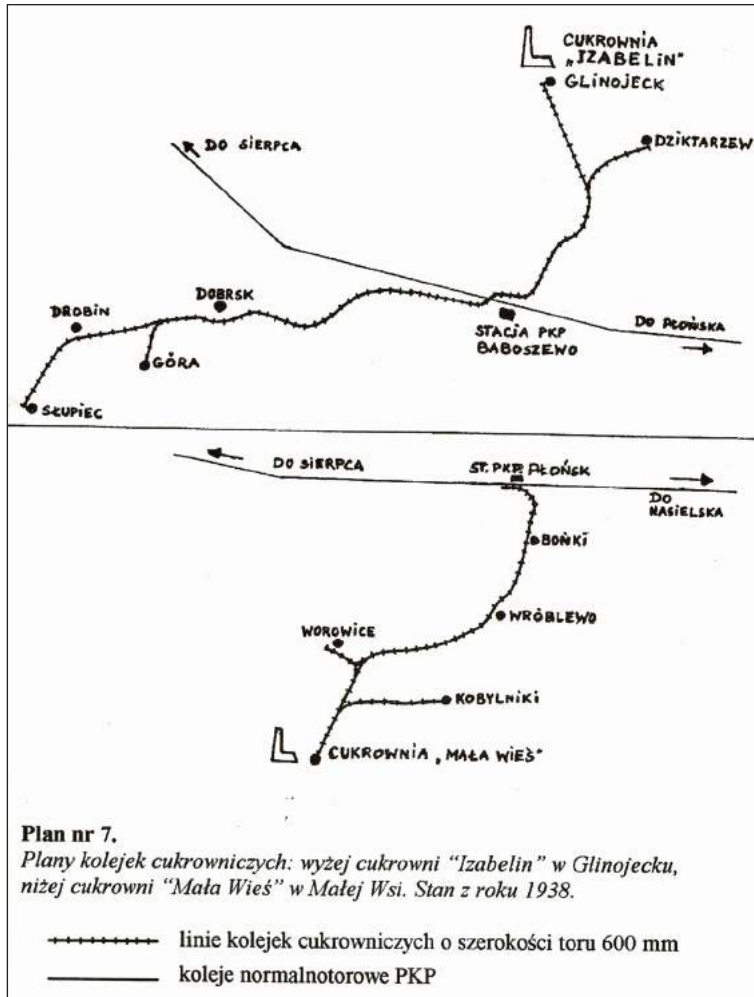 CUKROWNIA
„IZABELIN"
GLINOJECK
DZIKTARZEW
DO SIERPCA
DROBIN
DOBRSK
GÓRA
SŁUPIEC
STACJA PKP
BABOSZEWO
DO PŁOŃSKA
DO SIERPCA
ST. PKP. PŁOŃSK
DO
NASIELSKA
BOŃKI
WRÓBLEWO
WOROWICE
KOBYLNIKI
CUKROWNIA „MAŁA WIEŚ"
Plan nr 7.
Plany kolejek cukrowniczych: wyżej cukrowni “Izabelin” w Glinojecku,
niżej cukrowni “Mała Wieś” w Małej Wsi. Stan z roku 1938.
linie kolejek cukrowniczych o szerokości toru 600 mm
koleje normalnotorowe PKP